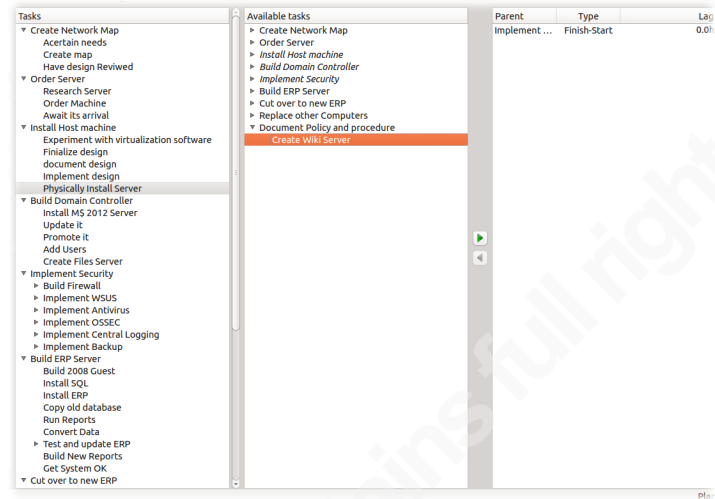 Tasks
Create Network Map
Acertain needs
Create map
Have design Reviwed
Order Server
Research Server
Order Machine
Await its arrival
Install Host machine
Experiment with virtualization software
Finialize design
document design
Implement design
Physically Install Server
Build Domain Controller
Install M$ 2012 Server
Update it
Promote it
Add Users
Create Files Server
Implement Security
Build Firewall
Implement WSUS
Implement Antivirus
Implement OSSEC
Implement Central Logging
Implement Backup
Build ERP Server
Build 2008 Guest
Install SQL
Install ERP
Copy old database
Run Reports
Convert Data
Test and update ERP
Build New Reports
Get System OK
Cut over to new ERP
Available tasks
Create Network Map
Order Server
Install Host machine
Build Domain Controller
Implement Security
Build ERP Server
Cut over to new ERP
Replace other Computers
Document Policy and procedure
Create Wiki Server
Parent Type Lag
Implement ... Finish-Start 0.0h
ins full right